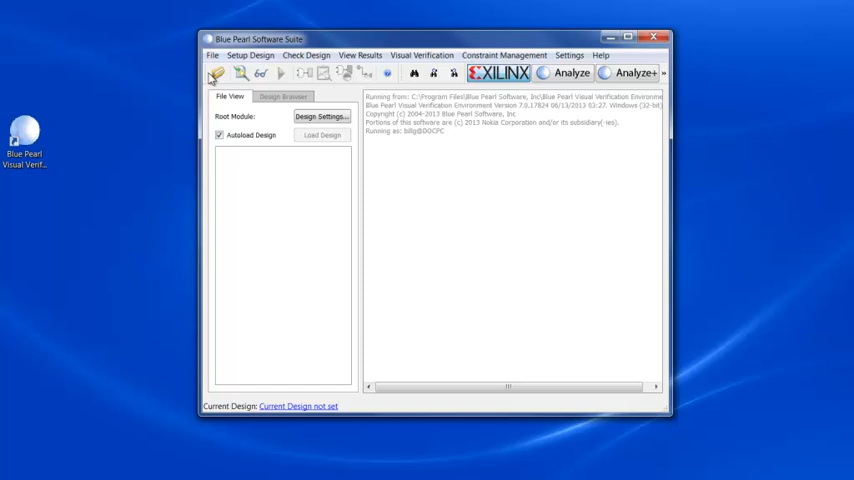 Blue Pearl Software Suite
File Setup Design Check Design View Results Visual Verification Constraint Management Settings Help
XILINX Analyze Analyze+ »
File View Design Browser
Root Module: Design Settings...
Autoload Design Load Design
Running from: C:\Program Files\Blue Pearl Software, Inc\Blue Pearl Visual Verification Environme
Blue Pearl Visual Verification Environment Version 7.0.17824 06/13/2013 03:27. Windows (32-bit)
Copyright (c) 2004-2013 Blue Pearl Software, Inc
Portions of this software are (c) 2013 Nokia Corporation and/or its subsidiary(-ies).
Running as: billg@DOCPC
Blue Pearl
Visual Verif...
Current Design: Current Design not set